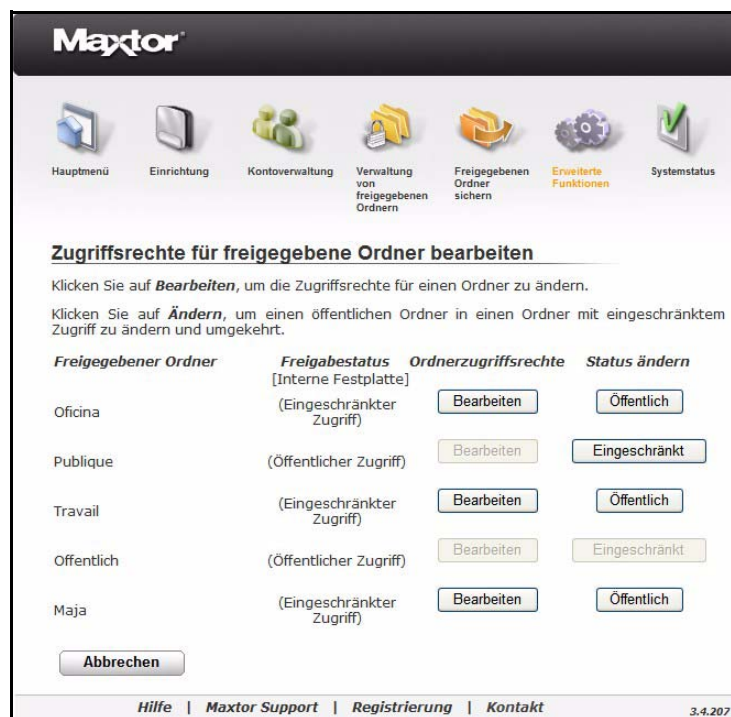 Maxtor
Hauptmenü
Einrichtung
Kontoverwaltung
Verwaltung
von
freigegebenen
Ordnern
Freigegebenen
Ordner
sichern
Erweiterte
Funktionen
Systemstatus
Zugriffsrechte für freigegebene Ordner bearbeiten
Klicken Sie auf Bearbeiten, um die Zugriffsrechte für einen Ordner zu ändern.
Klicken Sie auf Ändern, um einen öffentlichen Ordner in einen Ordner mit eingeschränktem
Zugriff zu ändern und umgekehrt.
Freigegebener Ordner Freigabestatus Ordnerzugriffsrechte Status ändern
[Interne Festplatte]
Oficina (Eingeschränkter Zugriff) Bearbeiten Öffentlich
Publique (Öffentlicher Zugriff) Bearbeiten Eingeschränkt
Travail (Eingeschränkter Zugriff) Bearbeiten Öffentlich
Offentlich (Öffentlicher Zugriff) Bearbeiten Eingeschränkt
Maja (Eingeschränkter Zugriff) Bearbeiten Öffentlich
Abbrechen
Hilfe | Maxtor Support | Registrierung | Kontakt 3.4.207